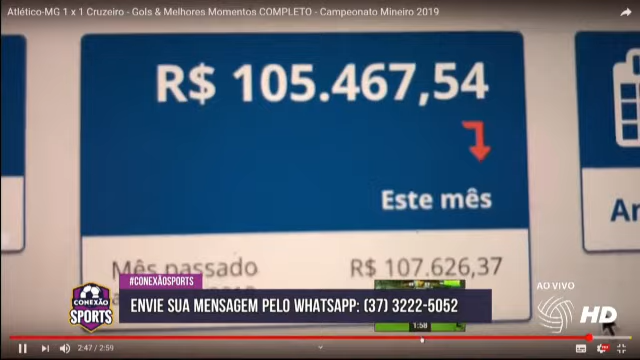 Atlético-MG 1 x 1 Cruzeiro - Gols & Melhores Momentos COMPLETO - Campeonato Mineiro 2019
R$ 105.467,54
Este mês
An
Mês passado
R$ 107.626,37
#CONEXÃOSPORTS
CONEXÃO
SPORTS
ENVIE SUA MENSAGEM PELO WHATSAPP: (37) 3222-5052
AO VIVO
HD
1:58
2:47 / 2:59